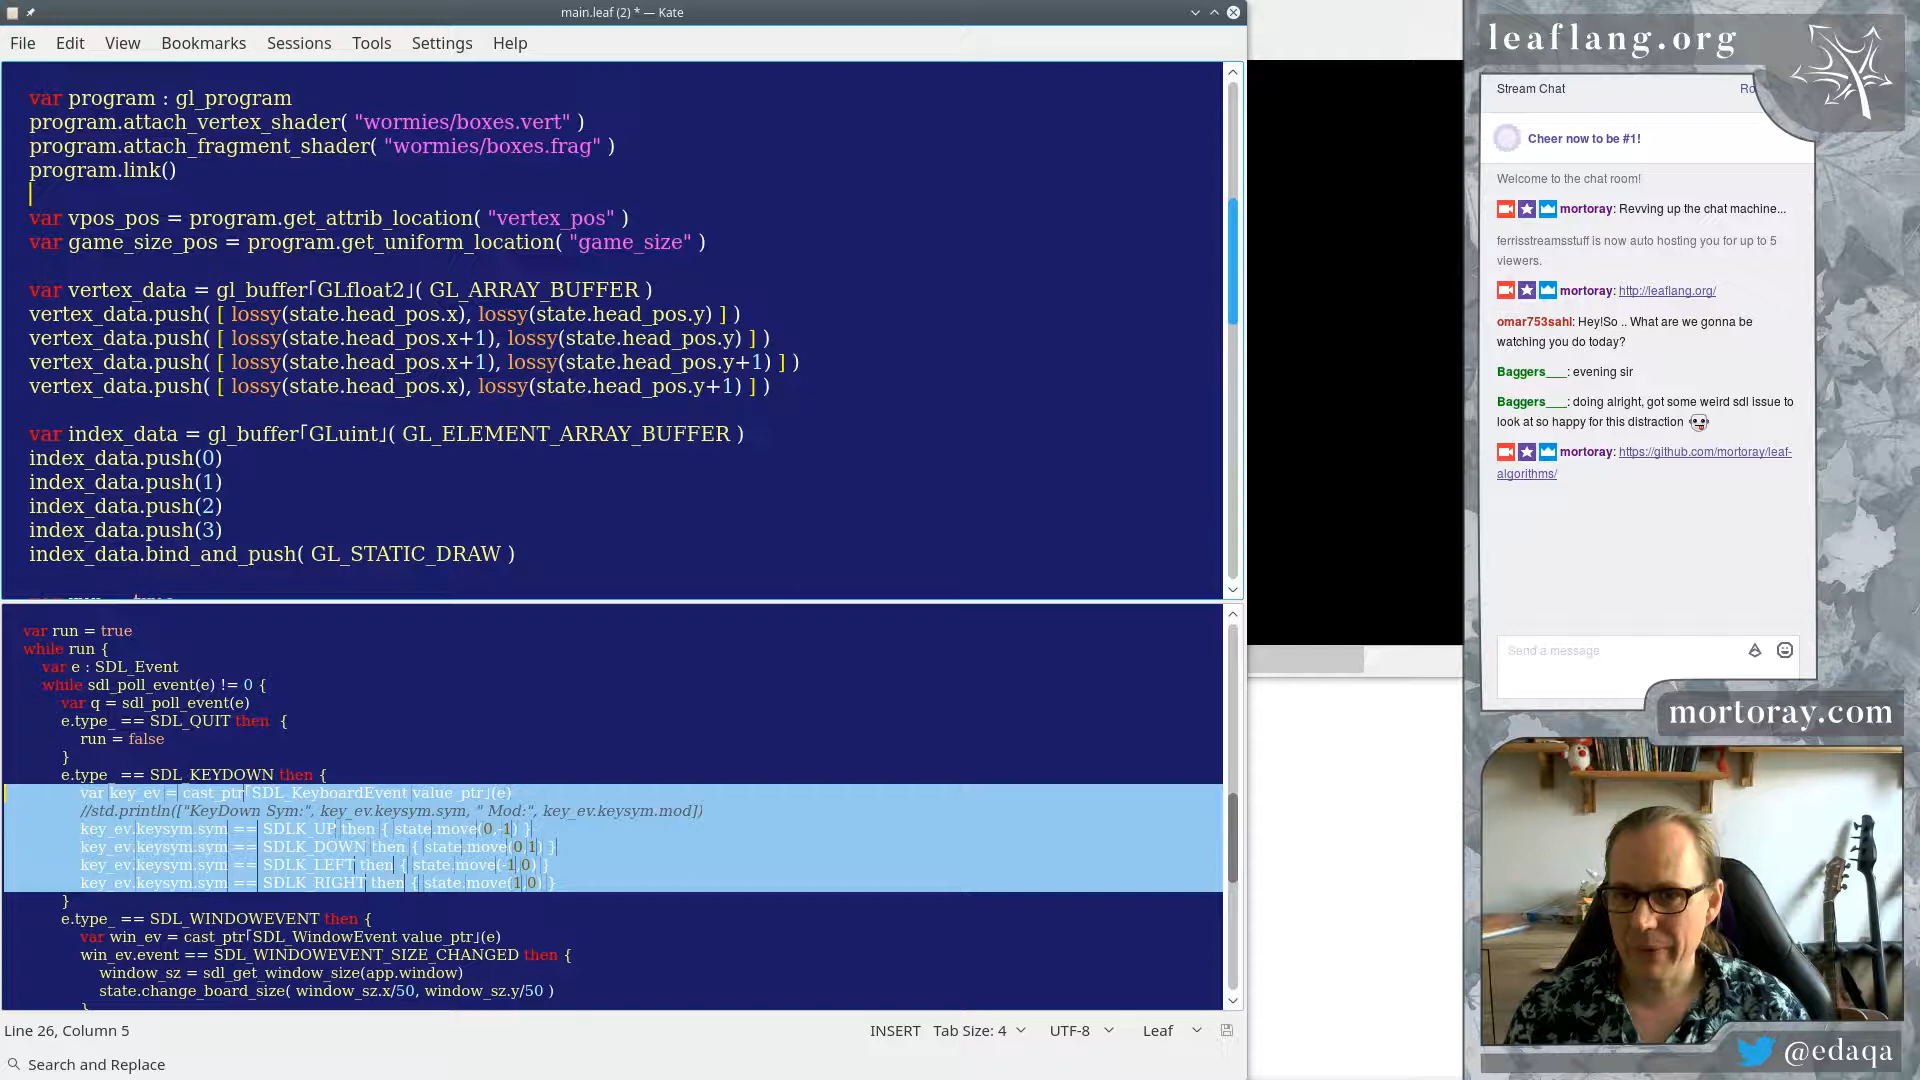 main.leaf (2) * — Kate
File Edit View Bookmarks Sessions Tools Settings Help
var program : gl_program
program.attach_vertex_shader( "wormies/boxes.vert" )
program.attach_fragment_shader( "wormies/boxes.frag" )
program.link()
var vpos_pos = program.get_attrib_location( "vertex_pos" )
var game_size_pos = program.get_uniform_location( "game_size" )
var vertex_data = gl_buffer｢GLfloat2｣( GL_ARRAY_BUFFER )
vertex_data.push( [ lossy(state.head_pos.x), lossy(state.head_pos.y) ] )
vertex_data.push( [ lossy(state.head_pos.x+1), lossy(state.head_pos.y) ] )
vertex_data.push( [ lossy(state.head_pos.x+1), lossy(state.head_pos.y+1) ] )
vertex_data.push( [ lossy(state.head_pos.x), lossy(state.head_pos.y+1) ] )
var index_data = gl_buffer｢GLuint｣( GL_ELEMENT_ARRAY_BUFFER )
index_data.push(0)
index_data.push(1)
index_data.push(2)
index_data.push(3)
index_data.bind_and_push( GL_STATIC_DRAW )
var run = true
while run {
var e : SDL_Event
while sdl_poll_event(e) != 0 {
var q = sdl_poll_event(e)
e.type_ == SDL_QUIT then {
run = false
}
e.type_ == SDL_KEYDOWN then {
var key_ev = cast_ptr｢SDL_KeyboardEvent value_ptr｣(e)
//std.println(["KeyDown Sym:", key_ev.keysym.sym, " Mod:", key_ev.keysym.mod])
key_ev.keysym.sym == SDLK_UP then { state.move(0,-1) }
key_ev.keysym.sym == SDLK_DOWN then { state.move(0,1) }
key_ev.keysym.sym == SDLK_LEFT then { state.move(-1,0) }
key_ev.keysym.sym == SDLK_RIGHT then { state.move(1,0) }
}
e.type_ == SDL_WINDOWEVENT then {
var win_ev = cast_ptr｢SDL_WindowEvent value_ptr｣(e)
win_ev.event == SDL_WINDOWEVENT_SIZE_CHANGED then {
window_sz = sdl_get_window_size(app.window)
state.change_board_size( window_sz.x/50, window_sz.y/50 )
}
Line 26, Column 5 INSERT Tab Size: 4 UTF-8 Leaf
Search and Replace
leaflang.org
Stream Chat
Cheer now to be #1!
Welcome to the chat room!
mortoray: Revving up the chat machine...
ferrisstreamsstuff is now auto hosting you for up to 5
viewers.
mortoray: http://leaflang.org/
omar753sahl: Hey!So .. What are we gonna be
watching you do today?
Baggers___: evening sir
Baggers___: doing alright, got some weird sdl issue to
look at so happy for this distraction
mortoray: https://github.com/mortoray/leaf-
algorithms/
Send a message
mortoray.com
@edaqa